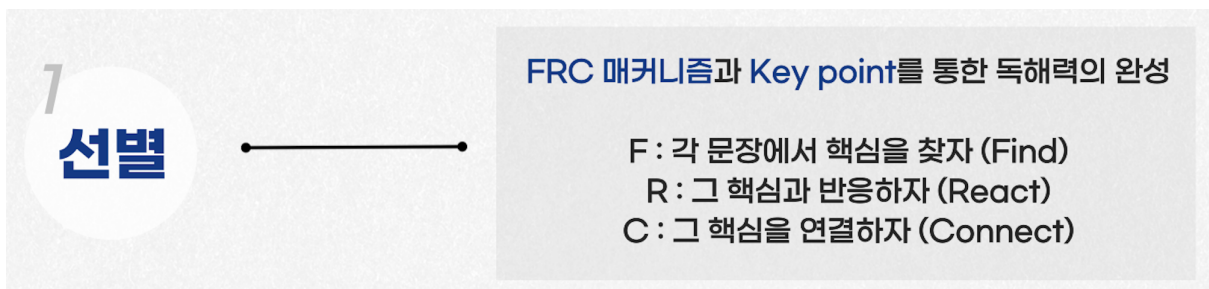 1
선별
FRC 매커니즘과 Key point를 통한 독해력의 완성
F : 각 문장에서 핵심을 찾자 (Find)
R : 그 핵심과 반응하자 (React)
C : 그 핵심을 연결하자 (Connect)